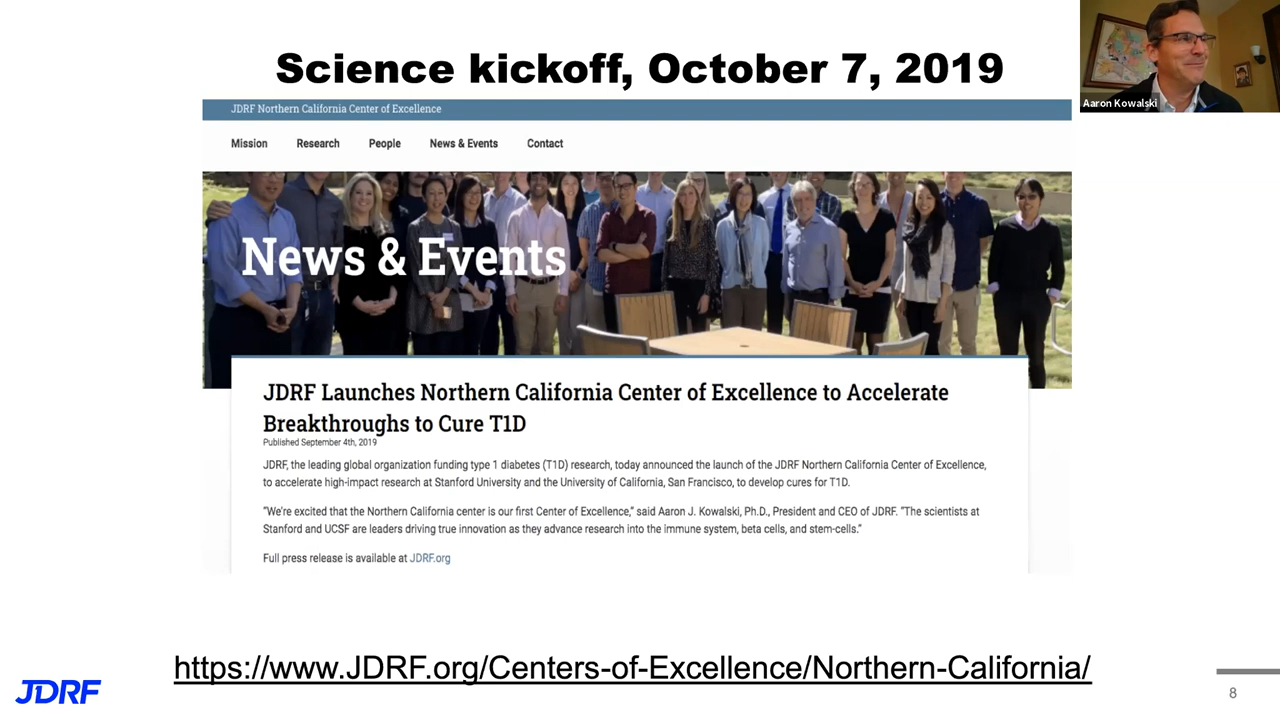 Science kickoff, October 7, 2019
Aaron Kowalski
JDRF Northern California Center of Excellence
Mission Research People News & Events Contact
News & Events
JDRF Launches Northern California Center of Excellence to Accelerate
Breakthroughs to Cure T1D
Published September 4th, 2019
JDRF, the leading global organization funding type 1 diabetes (T1D) research, today announced the launch of the JDRF Northern California Center of Excellence,
to accelerate high-impact research at Stanford University and the University of California, San Francisco, to develop cures for T1D.
"We're excited that the Northern California center is our first Center of Excellence," said Aaron J. Kowalski, Ph.D., President and CEO of JDRF. "The scientists at
Stanford and UCSF are leaders driving true innovation as they advance research into the immune system, beta cells, and stem-cells."
Full press release is available at JDRF.org
https://www.JDRF.org/Centers-of-Excellence/Northern-California/
JDRF
8